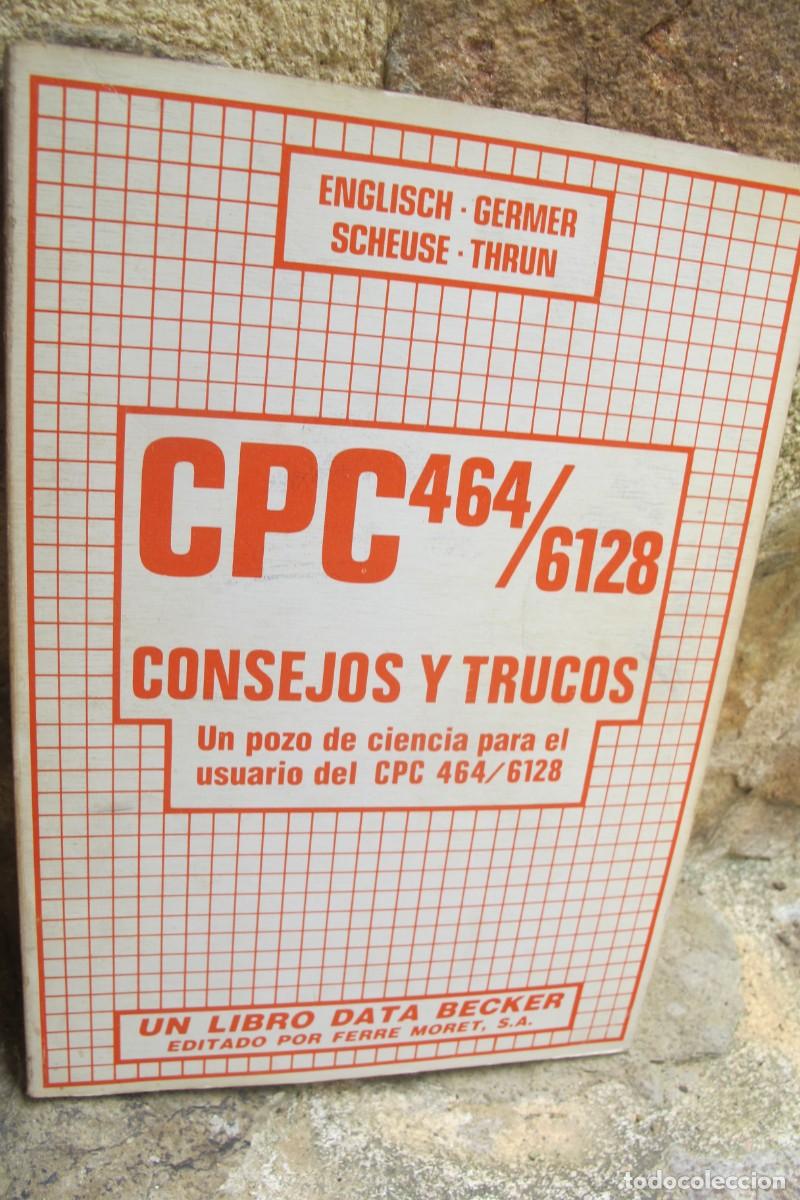 ENGLISCH · GERMER
SCHEUSE · THRUN
CPC 464/6128
CONSEJOS Y TRUCOS
Un pozo de ciencia para el
usuario del CPC 464/6128
UN LIBRO DATA BECKER
EDITADO POR FERRE MORET, S.A.
todocoleccion